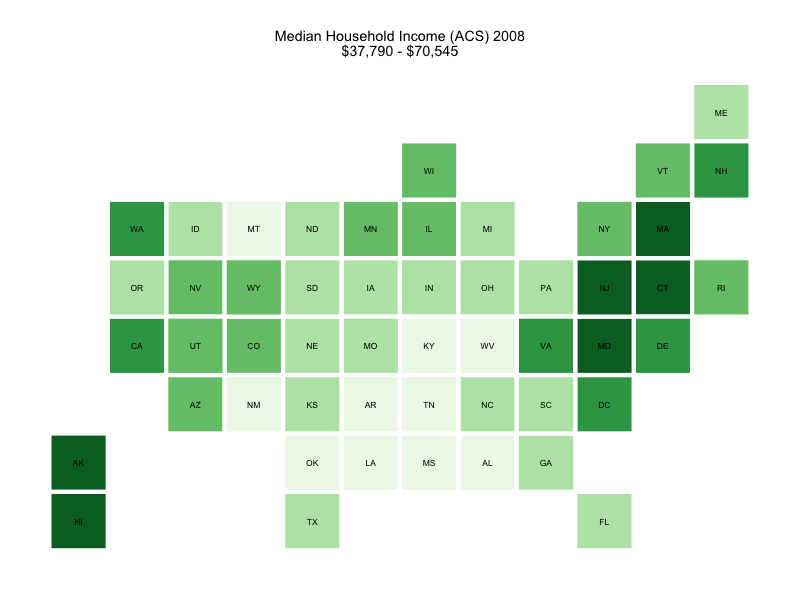 Median Household Income (ACS) 2008
$37,790 - $70,545
ME
WI VT NH
WA ID MT ND MN IL MI NY MA
OR NV WY SD IA IN OH PA NJ CT RI
CA UT CO NE MO KY WV VA MD DE
AZ NM KS AR TN NC SC DC
AK OK LA MS AL GA
HI TX FL